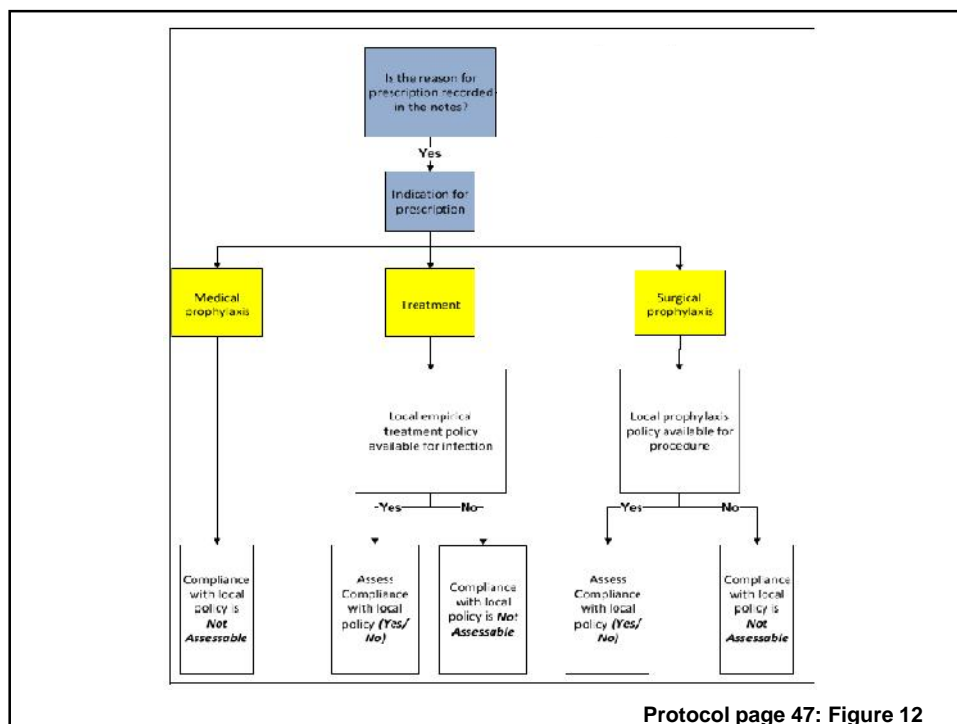 Is the reason for
prescription recorded
in the notes?
Yes
Indication for
prescription
Medical
prophylaxis
Treatment
Surgical
prophylaxis
Local empirical
treatment policy
available for infection
Local prophylaxis
policy available for
procedure
Yes
No
Yes
No
Compliance
with local
policy is
Not
Assessable
Assess
Compliance
with local
policy (Yes/
No)
Compliance
with local
policy is Not
Assessable
Assess
Compliance
with local
policy (Yes/
No)
Compliance
with local
policy is
Not
Assessable
Protocol page 47: Figure 12